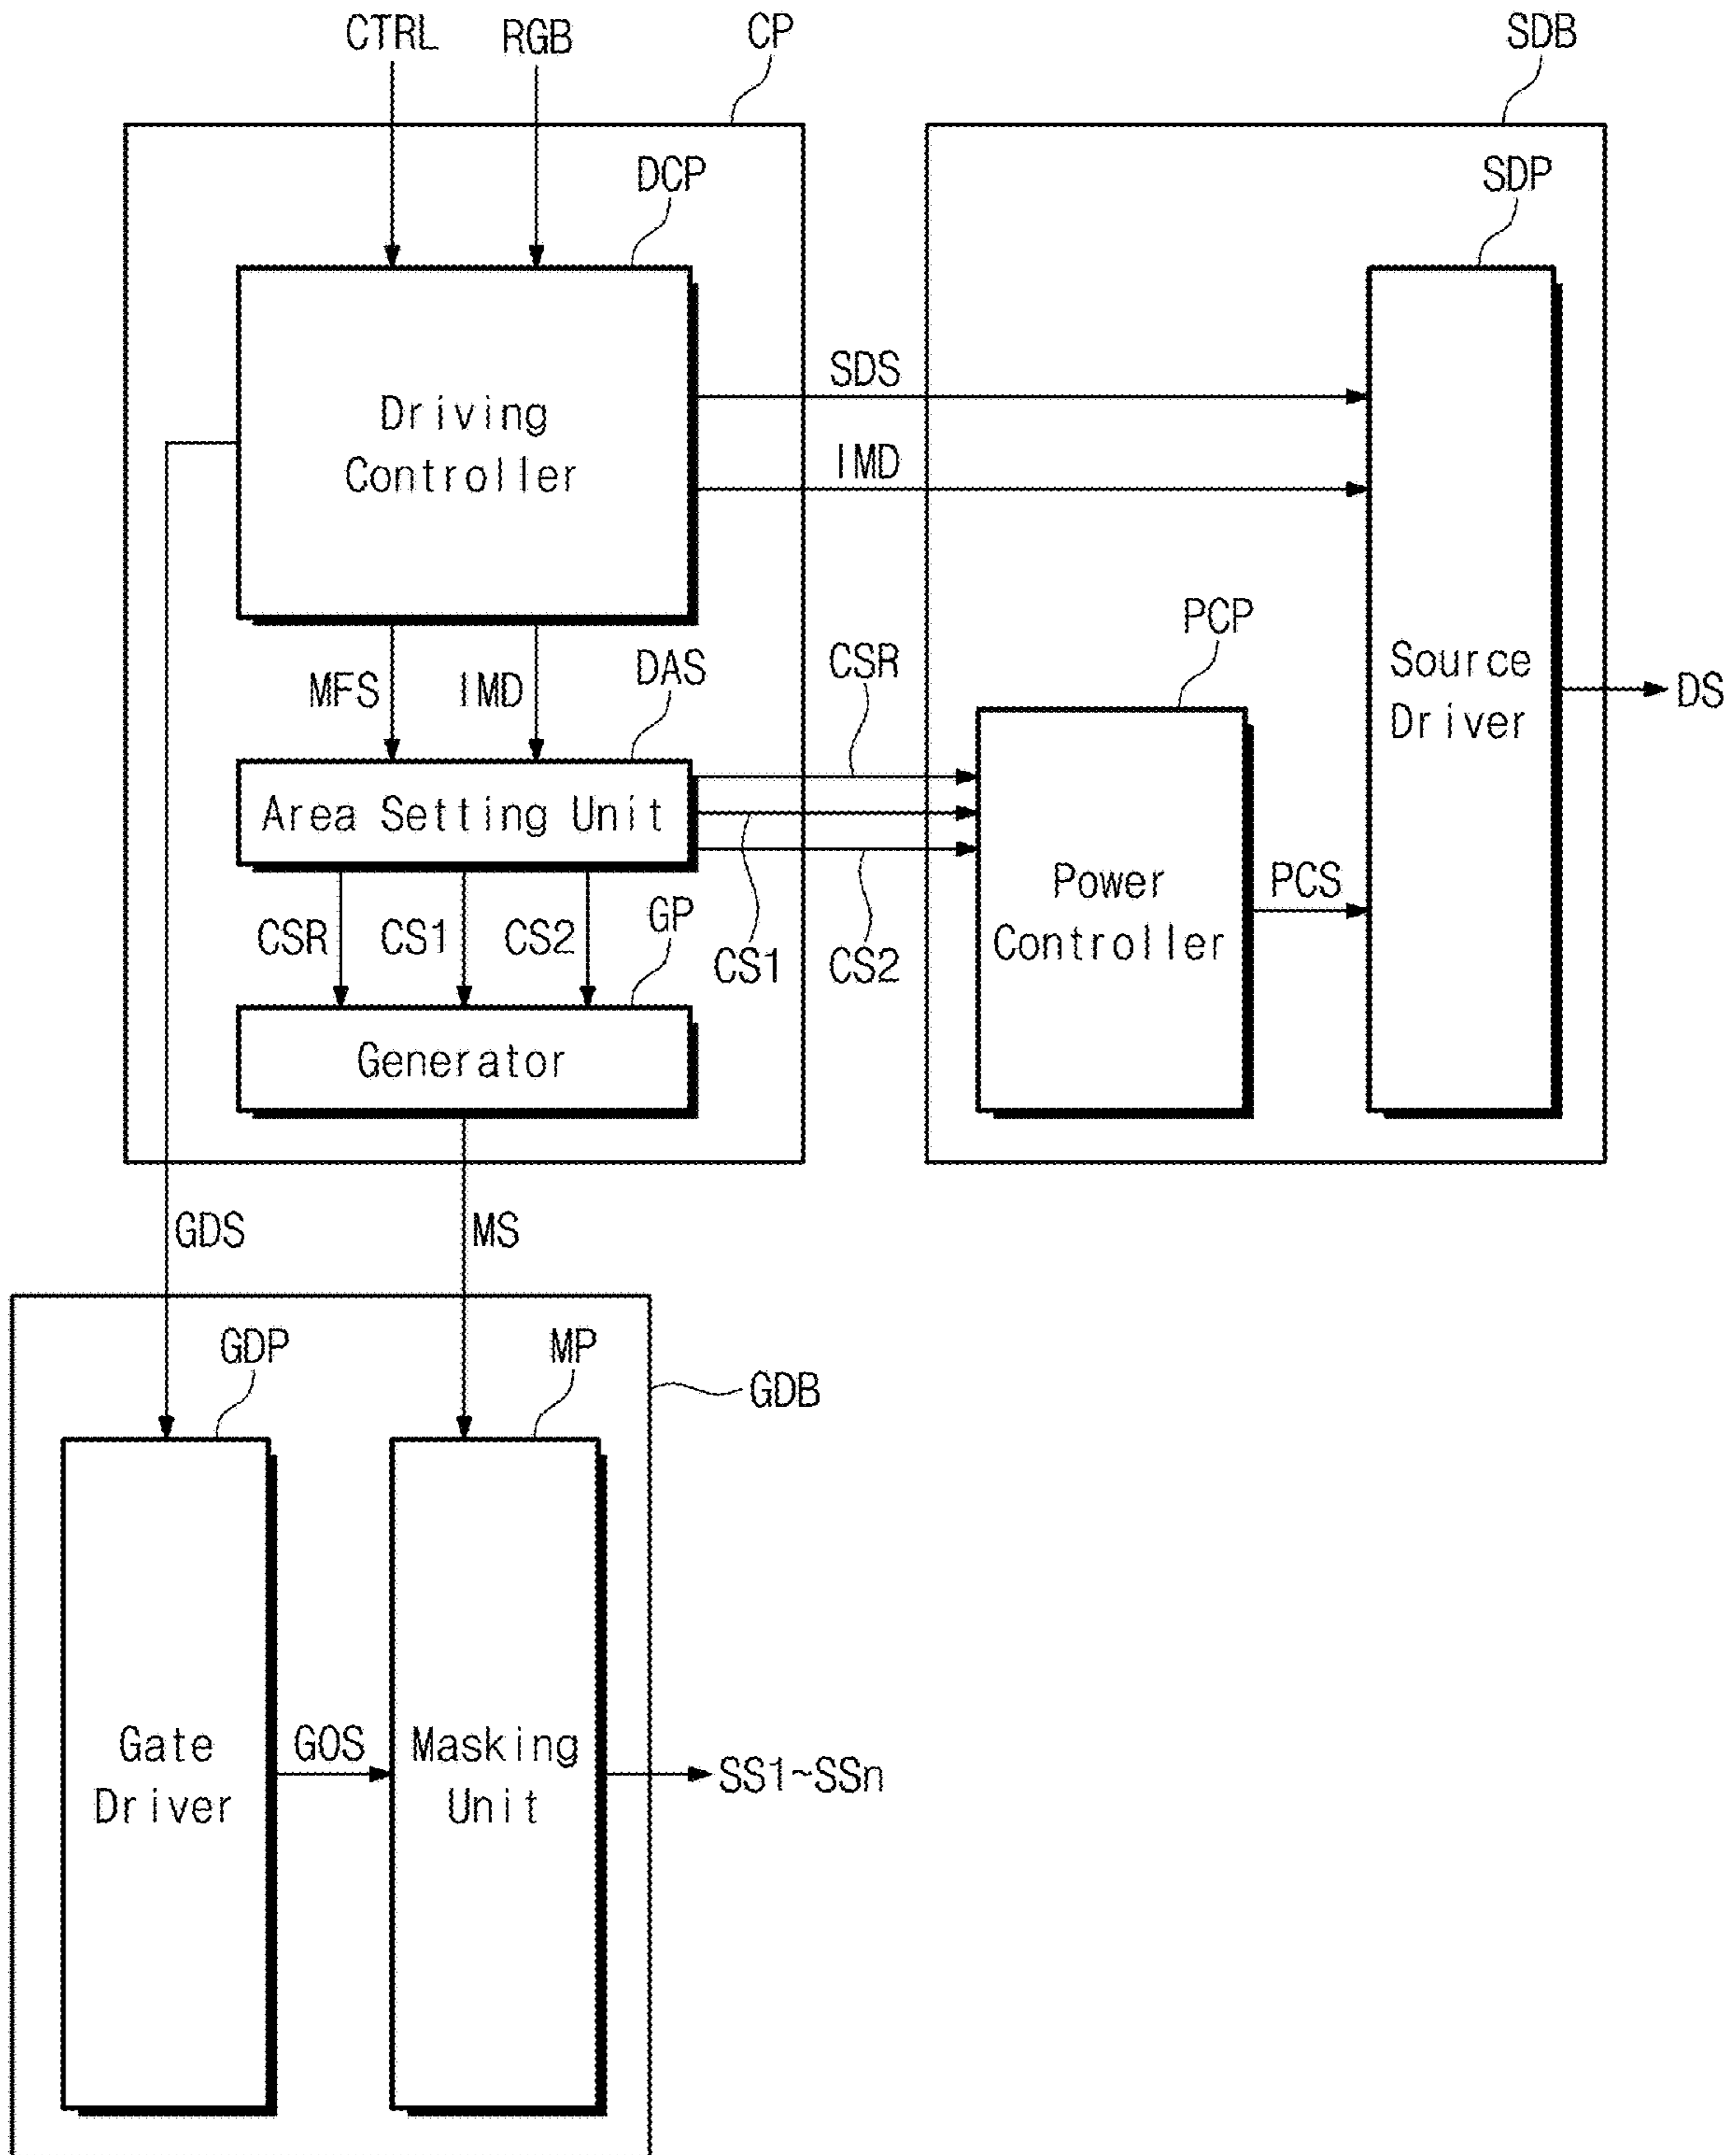 CTRL
RGB
CP
SDB
DCP
SDP
Driving
Controller
SDS
IMD
MFS
IMD
DAS
CSR
PCP
Source
Driver
DS
Area Setting Unit
CSR
CS1
CS2
GP
CS1
CS2
Power
Controller
PCS
Generator
GDS
MS
GDP
MP
GDB
Gate
Driver
GOS
Masking
Unit
SS1~SSn